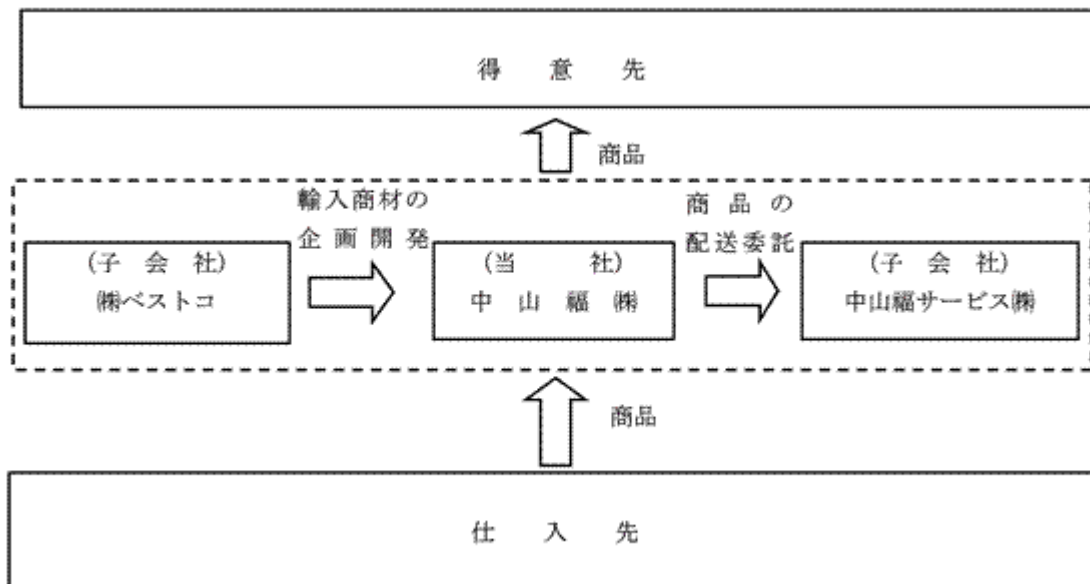 得意先
商品
輸入商材の
企画開発
商品の
配送委託
(子会社)
㈱ベストコ
(当社)
中山福㈱
(子会社)
中山福サービス㈱
商品
仕入先